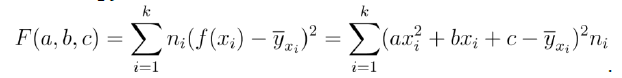 F(a, b, c) = \sum_{i=1}^{k} n_i (f(x_i) - \overline{y}_{x_i})^2 = \sum_{i=1}^{k} (ax_i^2 + bx_i + c - \overline{y}_{x_i})^2 n_i .